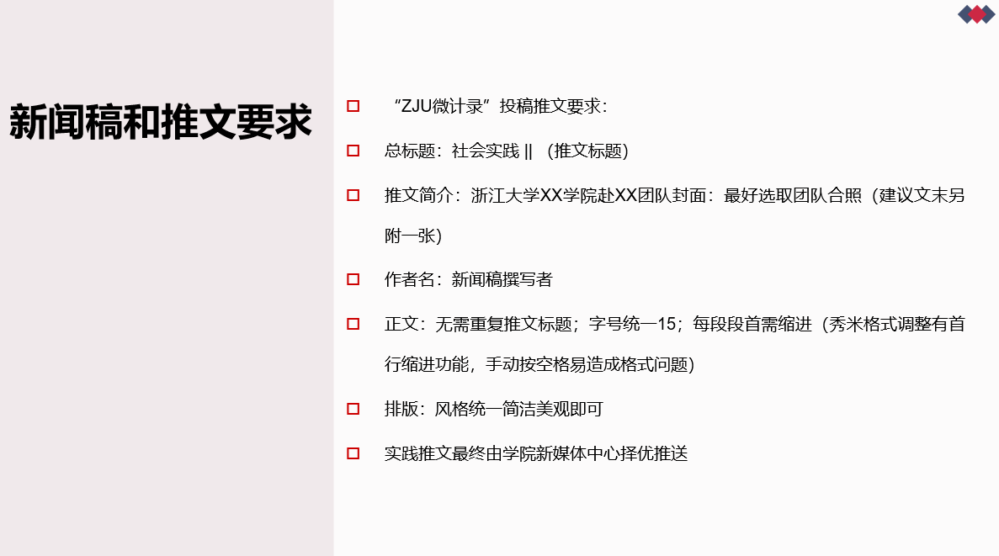 新闻稿和推文要求
“ZJU微计录”投稿推文要求：
总标题：社会实践 || （推文标题）
推文简介：浙江大学XX学院赴XX团队封面：最好选取团队合照（建议文末另
附一张）
作者名：新闻稿撰写者
正文：无需重复推文标题；字号统一15；每段段首需缩进（秀米格式调整有首
行缩进功能，手动按空格易造成格式问题）
排版：风格统一简洁美观即可
实践推文最终由学院新媒体中心择优推送